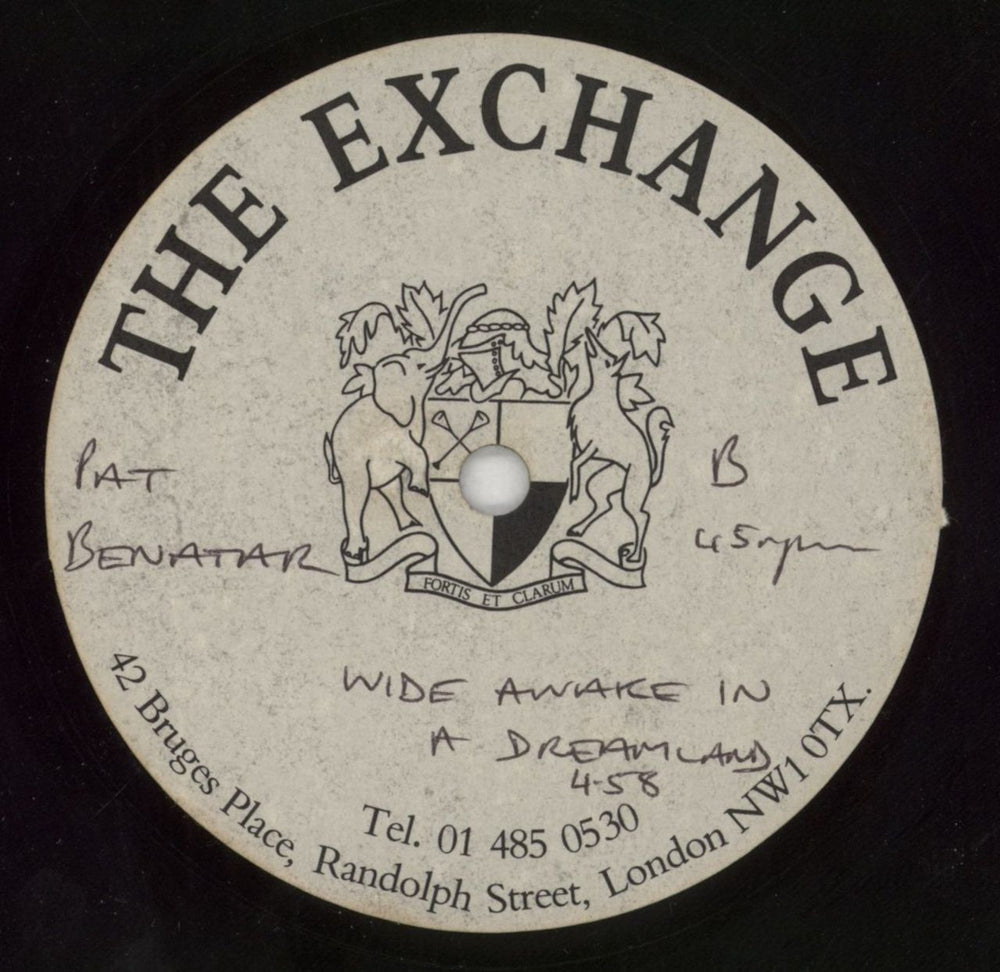 THE EXCHANGE
PAT
BENATAR
B
45rpm
FORTIS ET CLARUM
WIDE AWAKE IN
A DREAMLAND
4.58
Tel. 01 485 0530
42 Bruges Place, Randolph Street, London NW1 0TX.